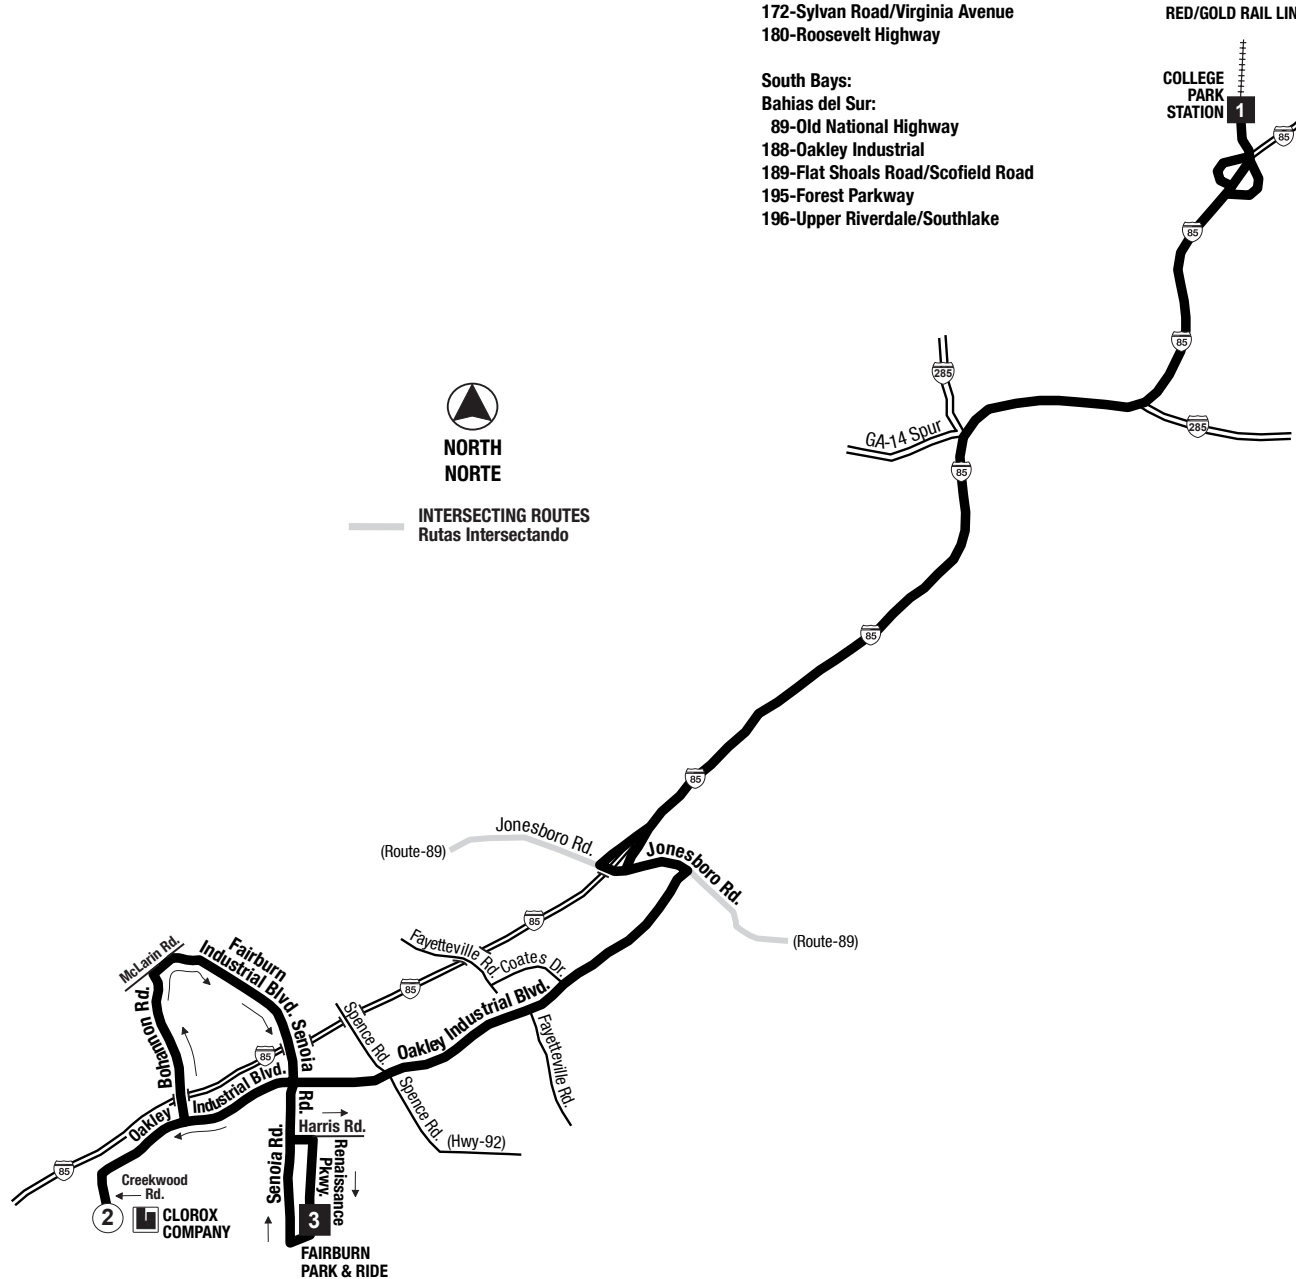 172-Sylvan Road/Virginia Avenue
180-Roosevelt Highway
South Bays:
Bahias del Sur:
89-Old National Highway
188-Oakley Industrial
189-Flat Shoals Road/Scofield Road
195-Forest Parkway
196-Upper Riverdale/Southlake
RED/GOLD RAIL LIN
COLLEGE
PARK
STATION
1
85
85
85
285
GA-14 Spur
285
85
NORTH
NORTE
INTERSECTING ROUTES
Rutas Intersectando
85
85
Jonesboro Rd.
(Route-89)
Jonesboro Rd.
(Route-89)
85
Fayetteville Rd.
Coates Dr.
85
McLarin Rd.
Fairburn
Industrial Blvd.
Bohannon Rd.
Senoia
Rd.
Spence Rd.
Oakley Industrial Blvd.
Fayetteville Rd.
85
Oakley
Industrial Blvd.
Spence Rd.
(Hwy-92)
Harris Rd.
Senoia Rd.
Renaissance
Pkwy.
85
Creekwood
Rd.
2
CLOROX
COMPANY
3
FAIRBURN
PARK & RIDE